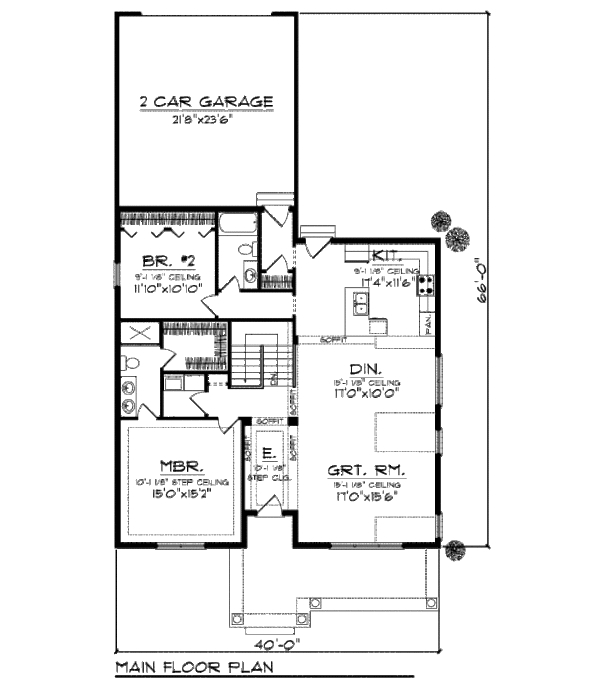 2 CAR GARAGE
21'8"x23'6"
BR. #2
9'-1 1/8" CEILING
11'10"x10'10"
KIT.
9'-1 1/8" CEILING
11'4"x11'6"
PAN.
66'-0"
SOFFIT
DN.
DIN.
15'-1 1/8" CEILING
17'0"x10'0"
SOFFIT
SOFFIT
SOFFIT
SOFFIT
E.
10'-1 1/8"
STEP CLG.
MBR.
10'-1 1/8" STEP CEILING
15'0"x15'2"
GRT. RM.
15'-1 1/8" CEILING
17'0"x15'6"
40'-0"
MAIN FLOOR PLAN